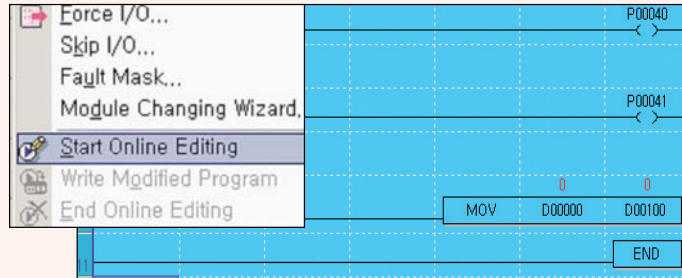 Force I/O...
P00040
Skip I/O...
Fault Mask...
Module Changing Wizard.
P00041
Start Online Editing
Write Modified Program
0 0
End Online Editing
MOV D00000 D00100
END
11